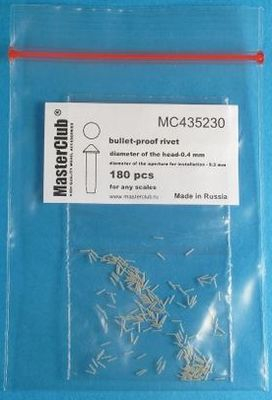 MasterClub®
HIGH-QUALITY MODEL ACCESSORIES
MC435230
bullet-proof rivet
diameter of the head-0.4 mm
diameter of the aperture for installation - 0.2 mm
180 pcs
for any scales
www.masterclub.ru Made in Russia